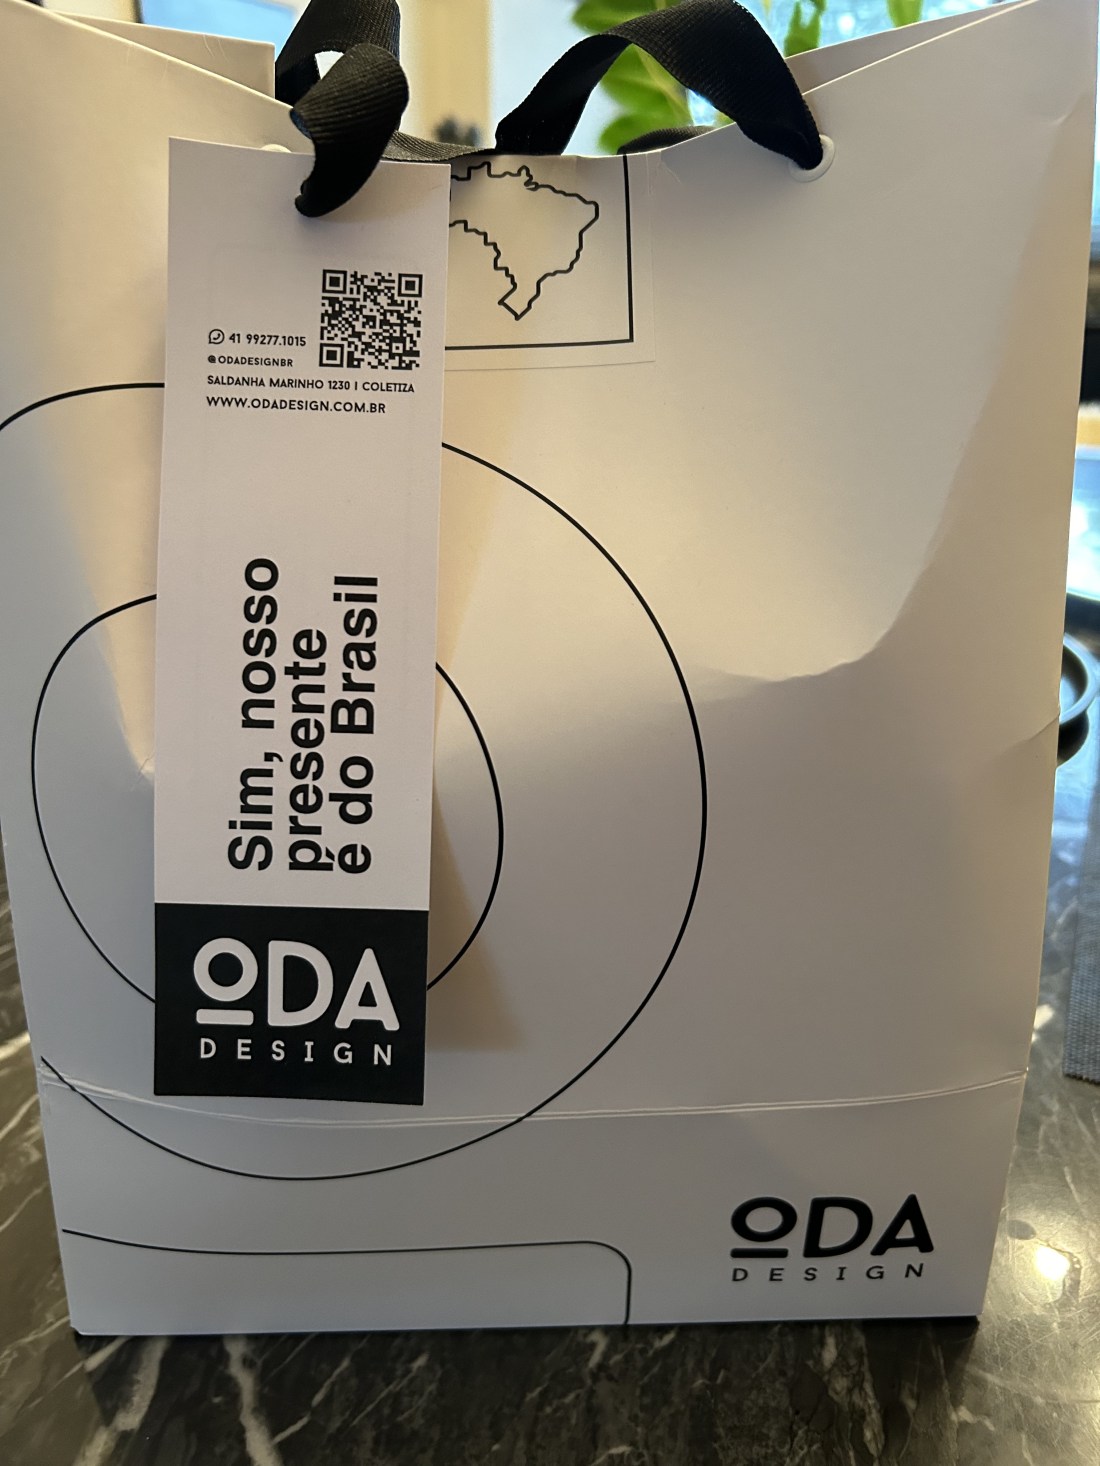 41 99277.1015
@ODADESIGNBR
SALDANHA MARINHO 1230 | COLETIZA
WWW.ODADESIGN.COM.BR
Sim, nosso
presente
é do Brasil
ODA
DESIGN
ODA
DESIGN